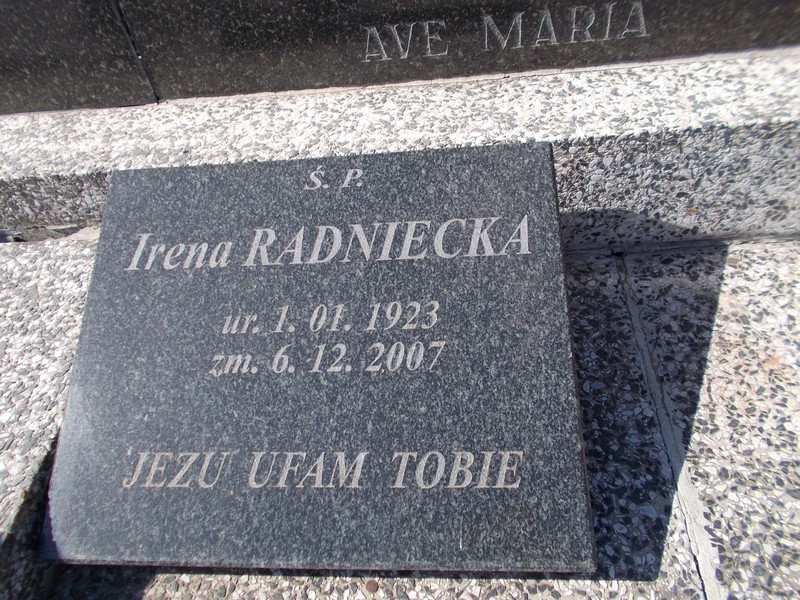 AVE MARIA
Ś. P.
Irena RADNIECKA
ur. 1. 01. 1923
zm. 6. 12. 2007
JEZU UFAM TOBIE